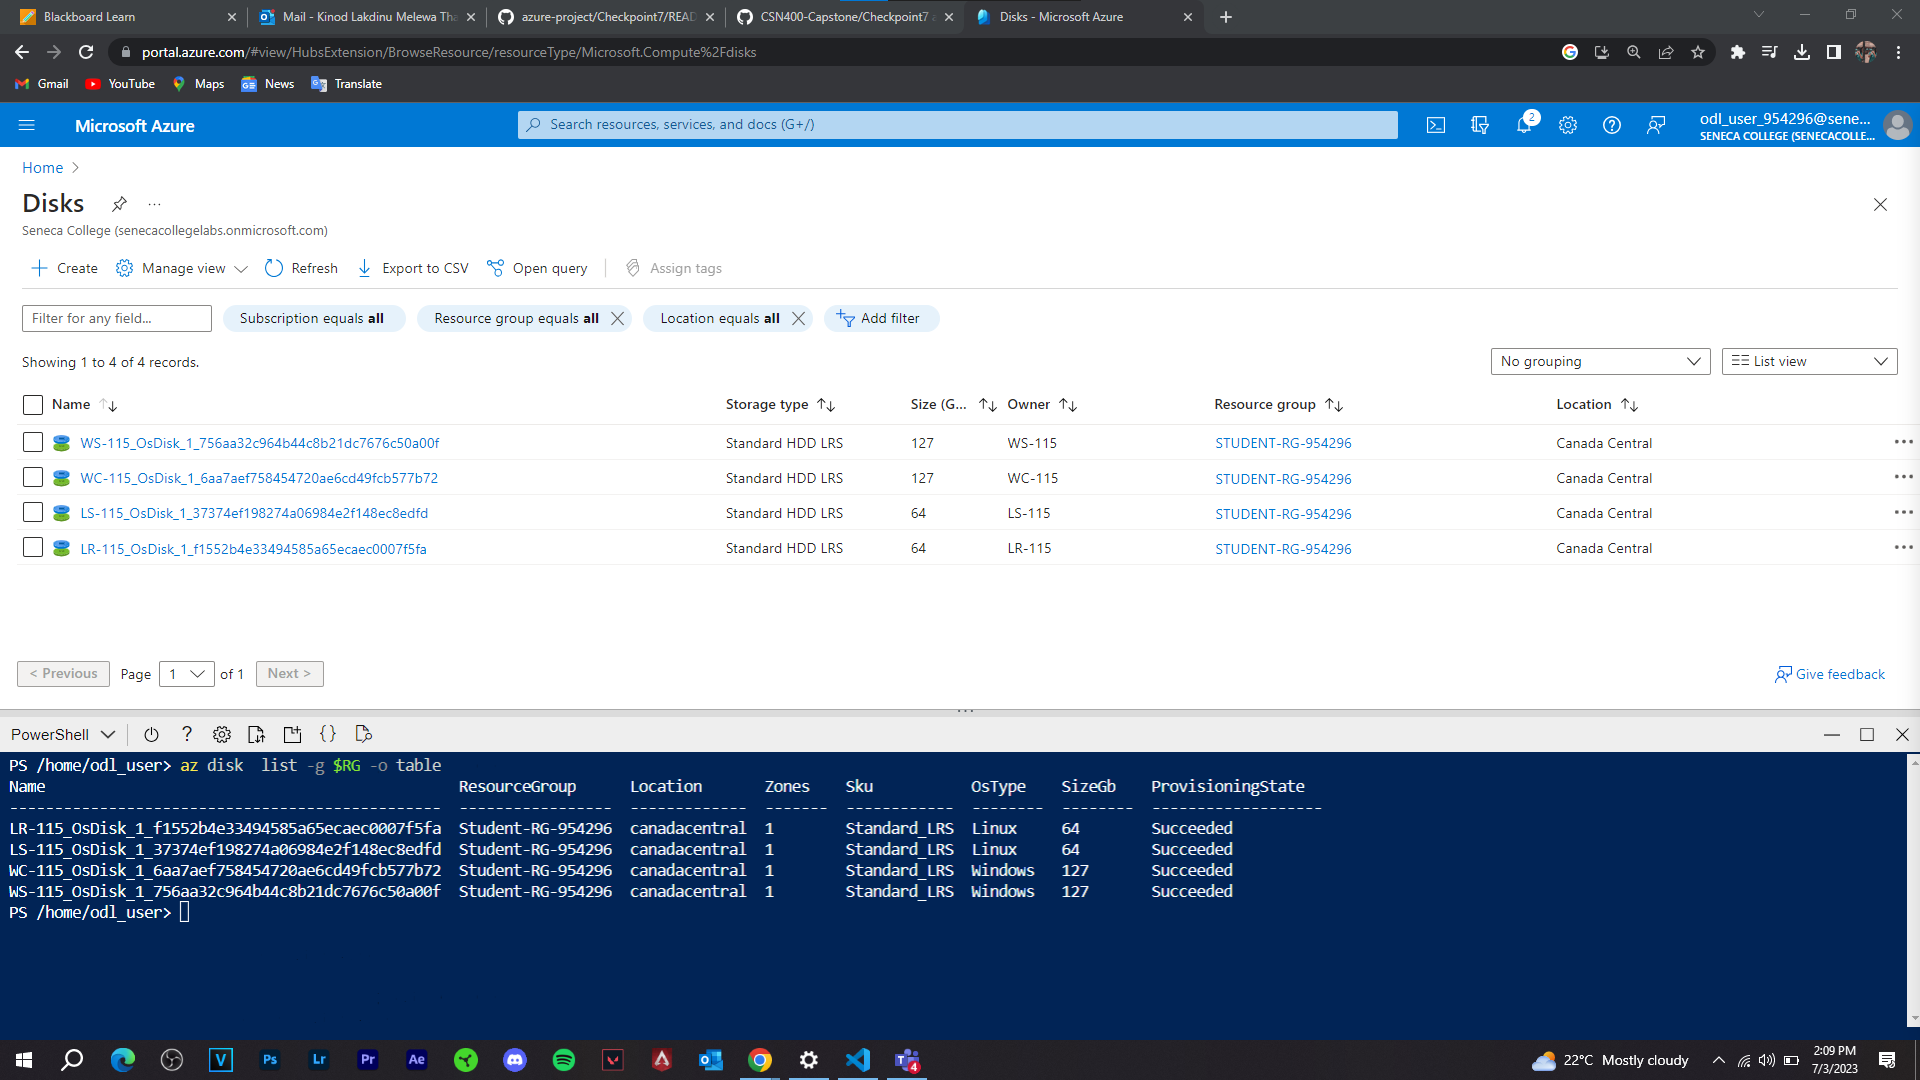 Blackboard Learn
Mail - Kinod Lakdinu Melewa Tha
azure-project/Checkpoint7/READ
CSN400-Capstone/Checkpoint7 a
Disks - Microsoft Azure
portal.azure.com/#view/HubsExtension/BrowseResource/resourceType/Microsoft.Compute%2Fdisks
Gmail YouTube Maps News Translate
Microsoft Azure
Search resources, services, and docs (G+/)
2
odl_user_954296@sene...
SENECA COLLEGE (SENECACOLLE...
Home
Disks
...
Seneca College (senecacollegelabs.onmicrosoft.com)
Create Manage view Refresh Export to CSV Open query Assign tags
Filter for any field... Subscription equals all Resource group equals all Location equals all Add filter
Showing 1 to 4 of 4 records. No grouping List view
Name Storage type Size (G... Owner Resource group Location
WS-115_OsDisk_1_756aa32c964b44c8b21dc7676c50a00f Standard HDD LRS 127 WS-115 STUDENT-RG-954296 Canada Central
WC-115_OsDisk_1_6aa7aef758454720ae6cd49fcb577b72 Standard HDD LRS 127 WC-115 STUDENT-RG-954296 Canada Central
LS-115_OsDisk_1_37374ef198274a06984e2f148ec8edfd Standard HDD LRS 64 LS-115 STUDENT-RG-954296 Canada Central
LR-115_OsDisk_1_f1552b4e33494585a65ecaec0007f5fa Standard HDD LRS 64 LR-115 STUDENT-RG-954296 Canada Central
< Previous Page 1 of 1 Next > Give feedback
PowerShell ? {}
PS /home/odl_user> az disk  list -g $RG -o table
Name ResourceGroup Location Zones Sku OsType SizeGb ProvisioningState
------------------------------------------------ ----------------- ------------- ------- ------------ -------- -------- -------------------
LR-115_OsDisk_1_f1552b4e33494585a65ecaec0007f5fa Student-RG-954296 canadacentral 1 Standard_LRS Linux 64 Succeeded
LS-115_OsDisk_1_37374ef198274a06984e2f148ec8edfd Student-RG-954296 canadacentral 1 Standard_LRS Linux 64 Succeeded
WC-115_OsDisk_1_6aa7aef758454720ae6cd49fcb577b72 Student-RG-954296 canadacentral 1 Standard_LRS Windows 127 Succeeded
WS-115_OsDisk_1_756aa32c964b44c8b21dc7676c50a00f Student-RG-954296 canadacentral 1 Standard_LRS Windows 127 Succeeded
PS /home/odl_user>
V Ps Lr Pr Ae 4 22°C Mostly cloudy 2:09 PM
7/3/2023